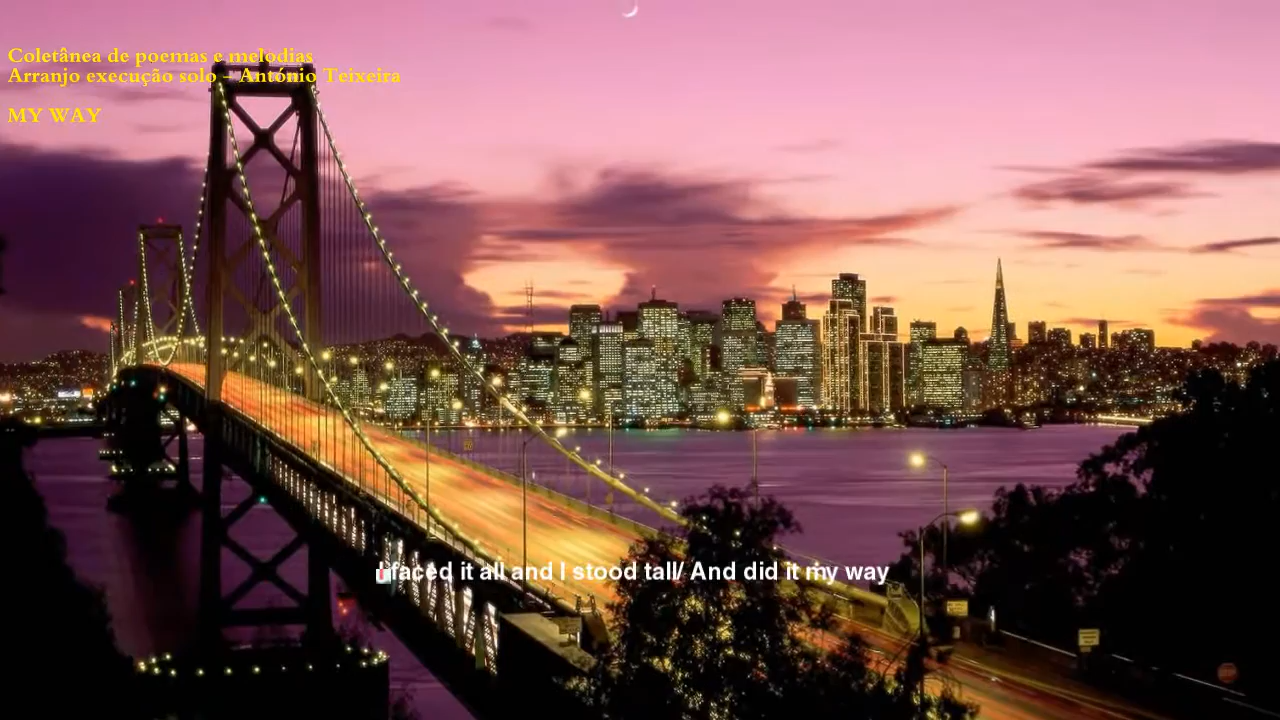 Coletânea de poemas e melodias
Arranjo execução solo - António Teixeira
MY WAY
I faced it all and I stood tall/ And did it my way